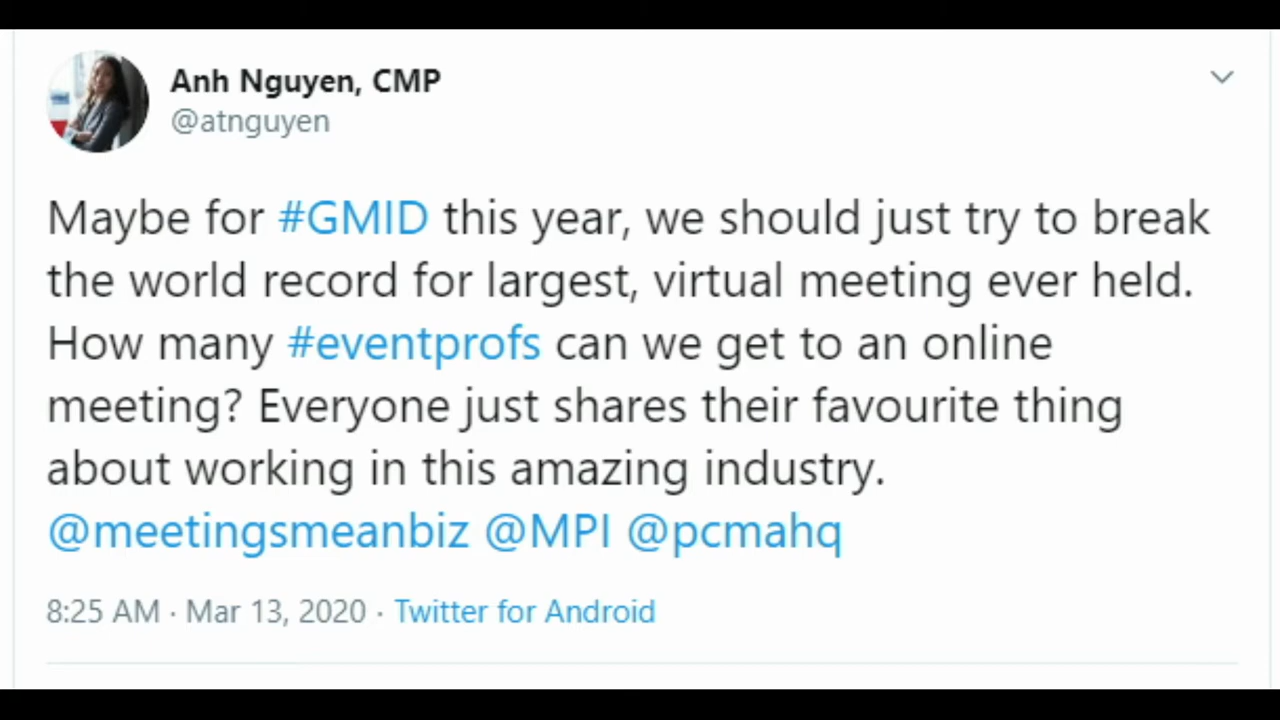 Anh Nguyen, CMP
@atnguyen
Maybe for #GMID this year, we should just try to break
the world record for largest, virtual meeting ever held.
How many #eventprofs can we get to an online
meeting? Everyone just shares their favourite thing
about working in this amazing industry.
@meetingsmeanbiz @MPI @pcmahq
8:25 AM · Mar 13, 2020 · Twitter for Android